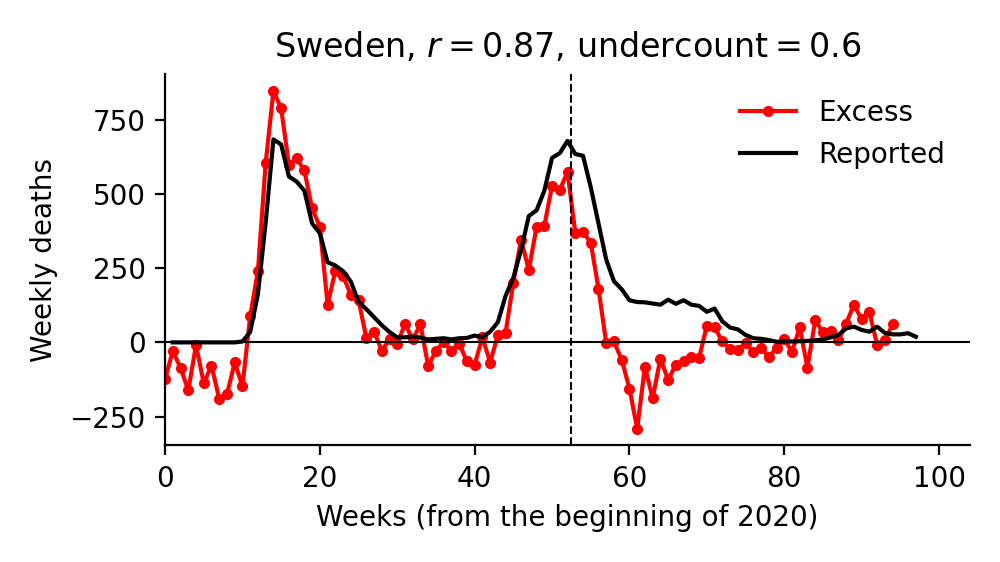 Sweden, r = 0.87, undercount = 0.6
Excess
Reported
Weekly deaths
750
500
250
0
−250
0 20 40 60 80 100
Weeks (from the beginning of 2020)